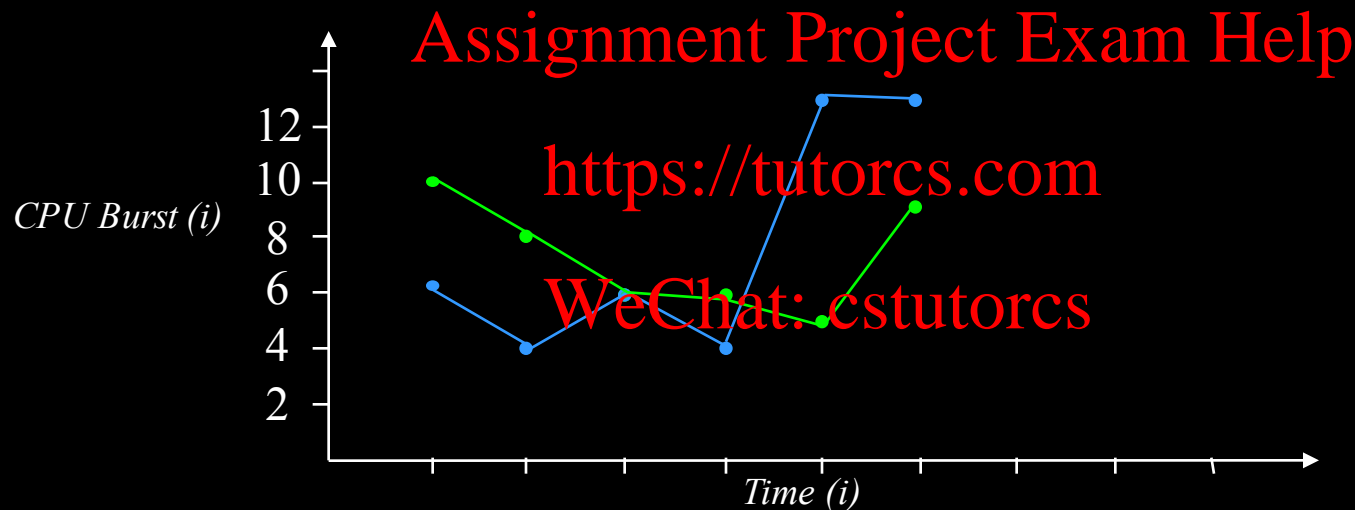 Assignment Project Exam Help
12
https://tutorcs.com
10
CPU Burst (i)
8
6
WeChat: cstutorcs
4
2
Time (i)